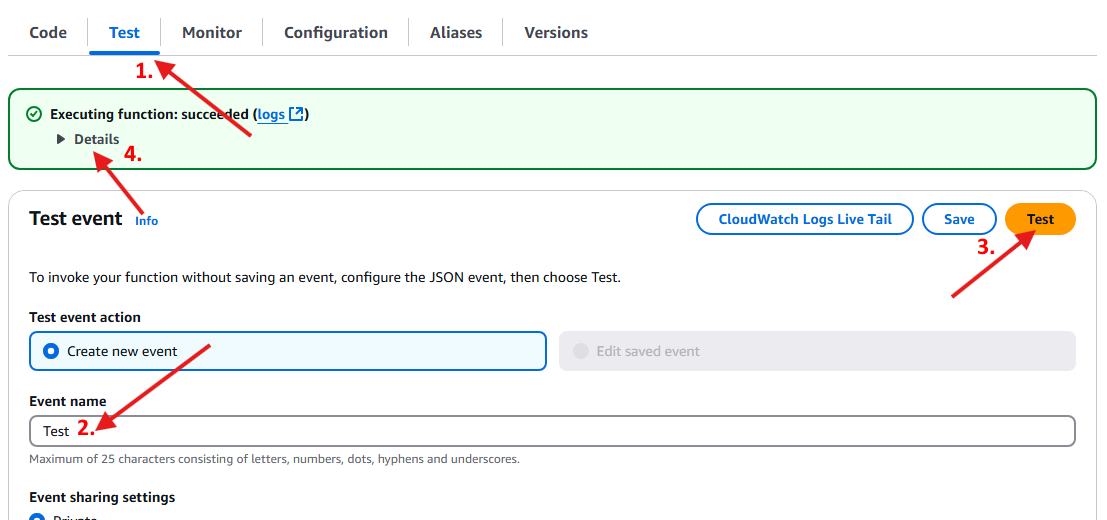 Code Test Monitor Configuration Aliases Versions
1.
Executing function: succeeded (logs)
Details
4.
Test event Info CloudWatch Logs Live Tail Save Test
3.
To invoke your function without saving an event, configure the JSON event, then choose Test.
Test event action
Create new event Edit saved event
Event name
Test 2.
Maximum of 25 characters consisting of letters, numbers, dots, hyphens and underscores.
Event sharing settings
Private